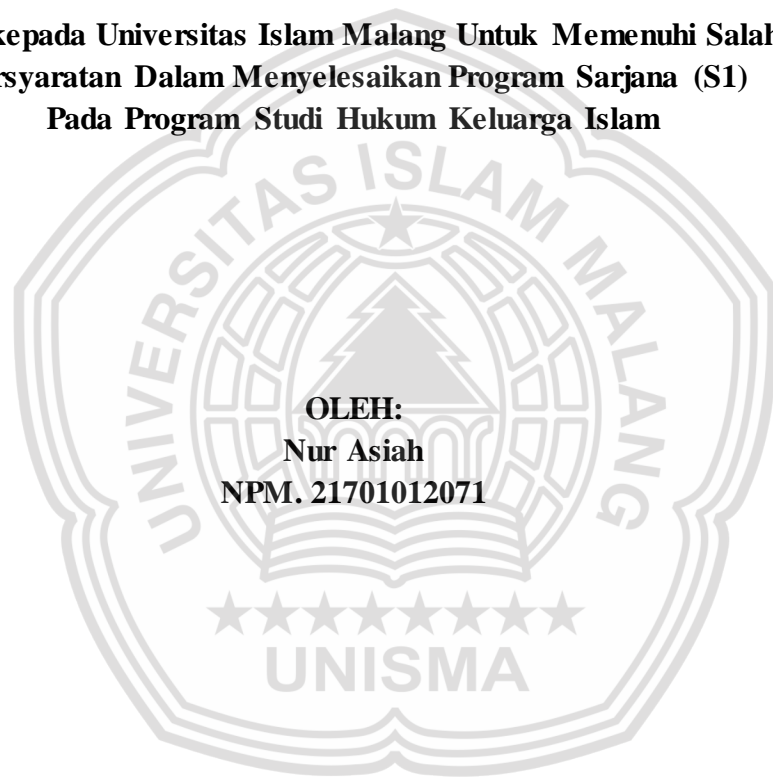 kepada Universitas Islam Malang Untuk Memenuhi Salah
rsyaratan Dalam Menyelesaikan Program Sarjana (S1)
Pada Program Studi Hukum Keluarga Islam
UNIVERSITAS ISLAM MALANG
OLEH:
Nur Asiah
NPM. 21701012071
UNISMA